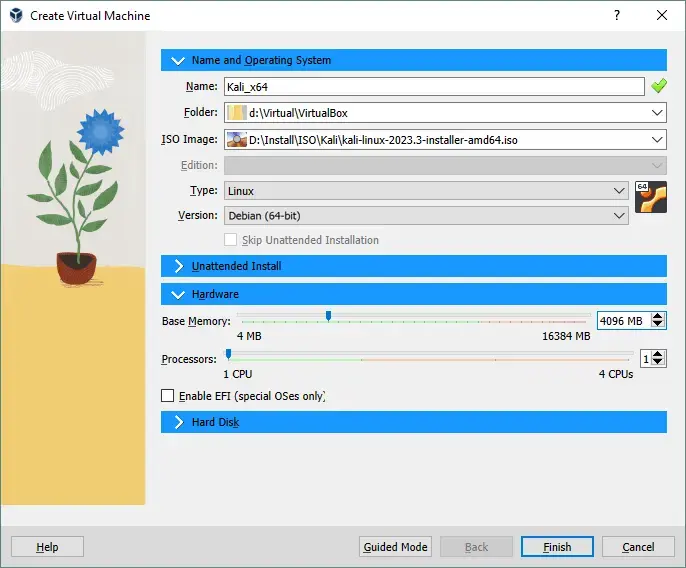 Create Virtual Machine
?
Name and Operating System
Name: Kali_x64
Folder: d:\Virtual\VirtualBox
ISO Image: D:\Install\ISO\Kali\kali-linux-2023.3-installer-amd64.iso
Edition:
Type: Linux
64
Version: Debian (64-bit)
Skip Unattended Installation
Unattended Install
Hardware
Base Memory: 4096 MB
4 MB 16384 MB
Processors: 1
1 CPU 4 CPUs
Enable EFI (special OSes only)
Hard Disk
Help Guided Mode Back Finish Cancel